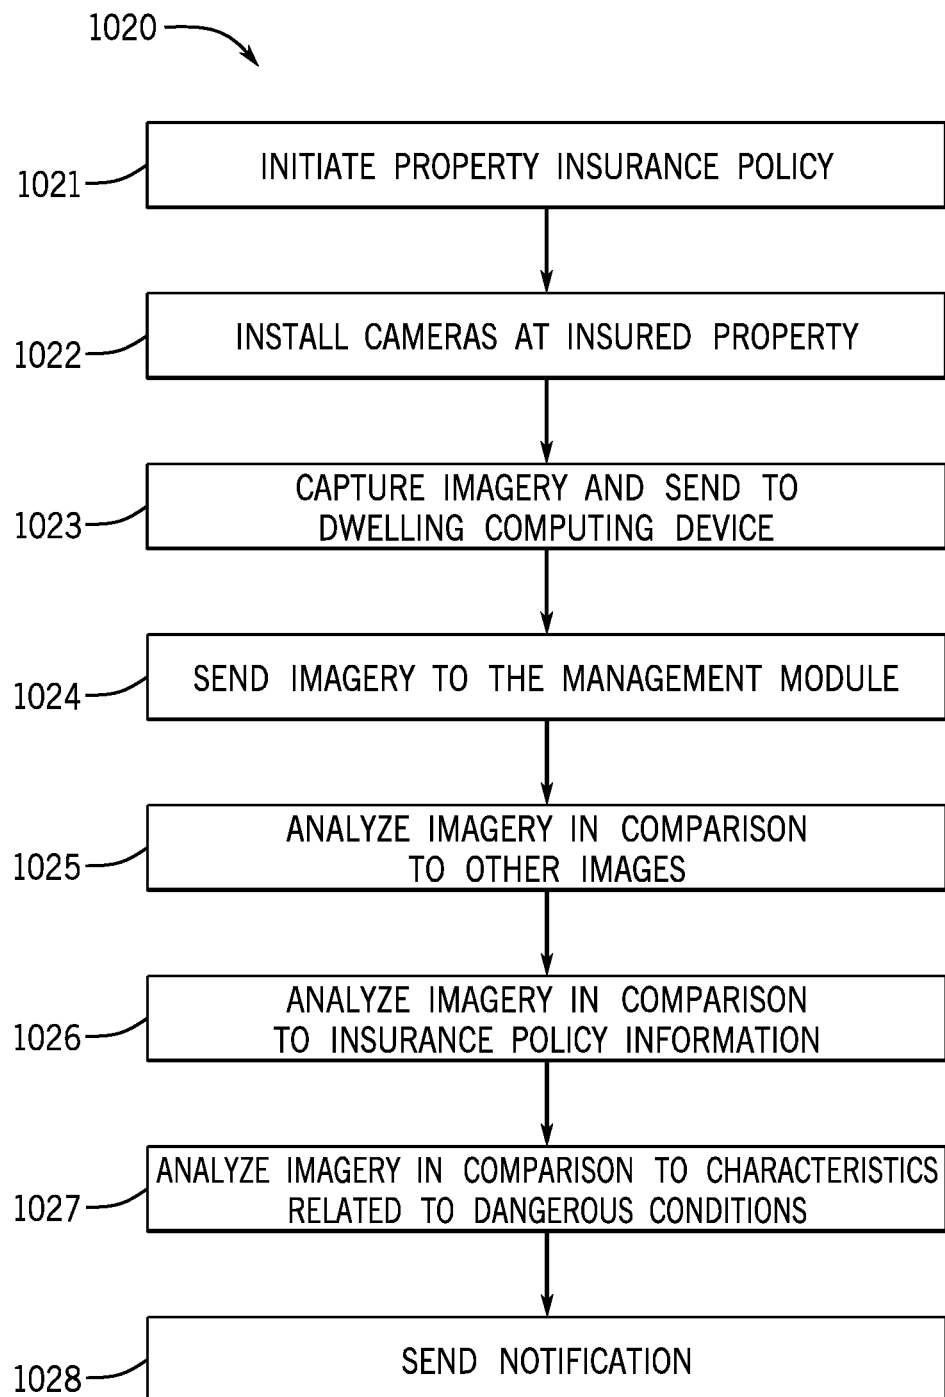 1020
1021
INITIATE PROPERTY INSURANCE POLICY
1022
INSTALL CAMERAS AT INSURED PROPERTY
1023
CAPTURE IMAGERY AND SEND TO
DWELLING COMPUTING DEVICE
1024
SEND IMAGERY TO THE MANAGEMENT MODULE
1025
ANALYZE IMAGERY IN COMPARISON
TO OTHER IMAGES
1026
ANALYZE IMAGERY IN COMPARISON
TO INSURANCE POLICY INFORMATION
1027
ANALYZE IMAGERY IN COMPARISON TO CHARACTERISTICS
RELATED TO DANGEROUS CONDITIONS
1028
SEND NOTIFICATION